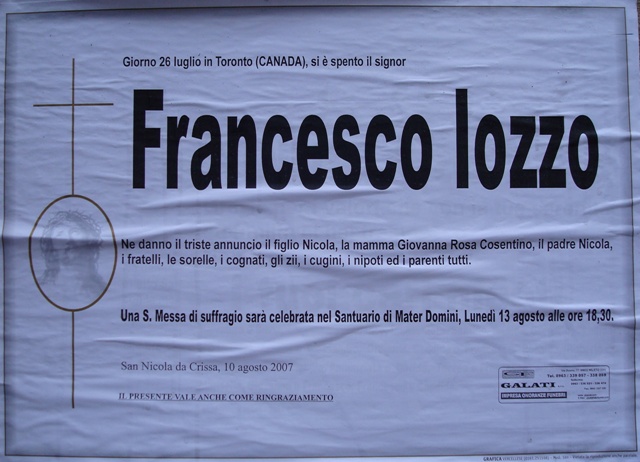 Giorno 26 luglio in Toronto (CANADA), si è spento il signor
Francesco Iozzo
Ne danno il triste annuncio il figlio Nicola, la mamma Giovanna Rosa Cosentino, il padre Nicola,
i fratelli, le sorelle, i cognati, gli zii, i cugini, i nipoti ed i parenti tutti.
Una S. Messa di suffragio sarà celebrata nel Santuario di Mater Domini, Lunedì 13 agosto alle ore 18,30.
San Nicola da Crissa, 10 agosto 2007
IL PRESENTE VALE ANCHE COME RINGRAZIAMENTO
GALATI
IMPRESA ONORANZE FUNEBRI
GRAFICA